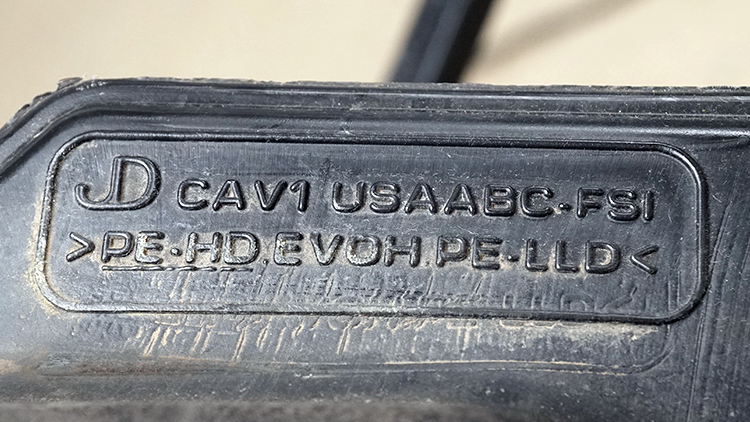 JD CAV1 USAABC-FSI
>PE-HD,EVOH,PE-LLD<